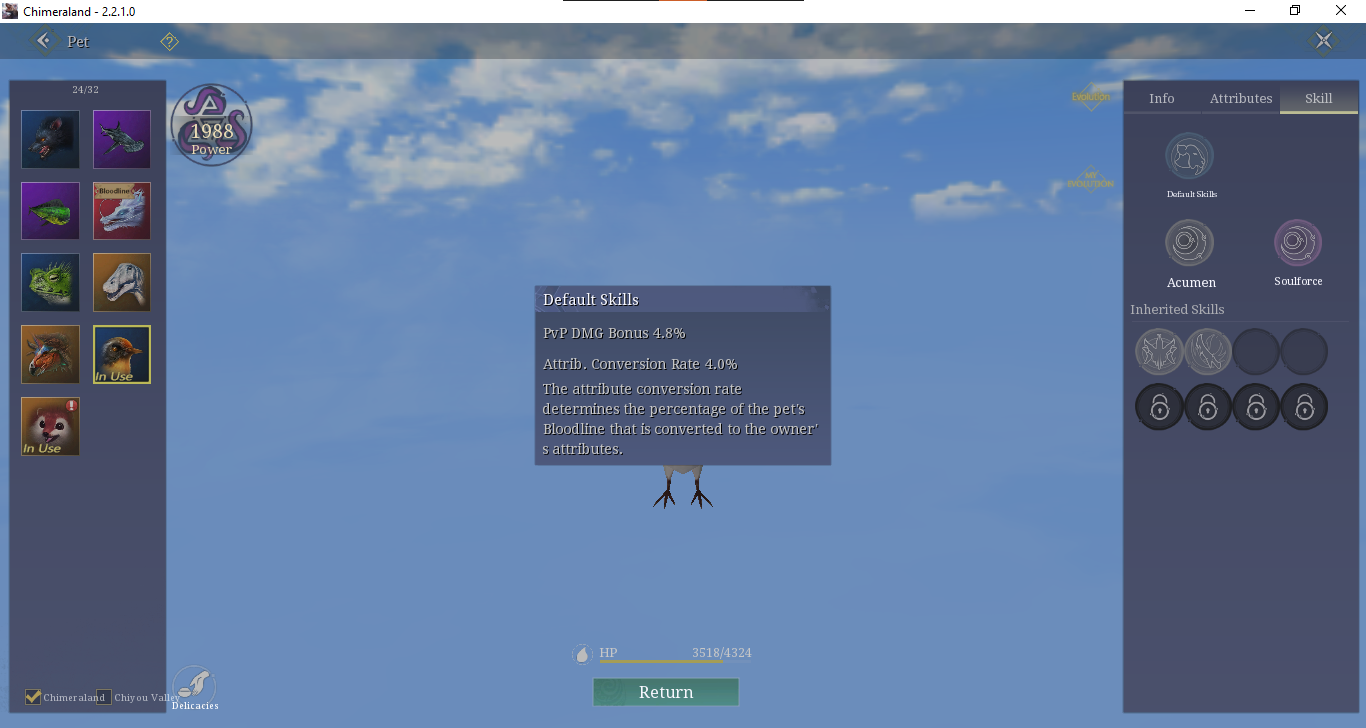 Chimeraland - 2.2.1.0
Pet
?
24/32
1988
Power
Bloodline
In Use
In Use
Chimeraland
Chiyou Valley
Delicacies
Default Skills
PvP DMG Bonus 4.8%
Attrib. Conversion Rate 4.0%
The attribute conversion rate
determines the percentage of the pet's
Bloodline that is converted to the owner'
s attributes.
HP
3518/4324
Return
Evolution
MY
EVOLUTION
Info
Attributes
Skill
Default Skills
Acumen
Soulforce
Inherited Skills